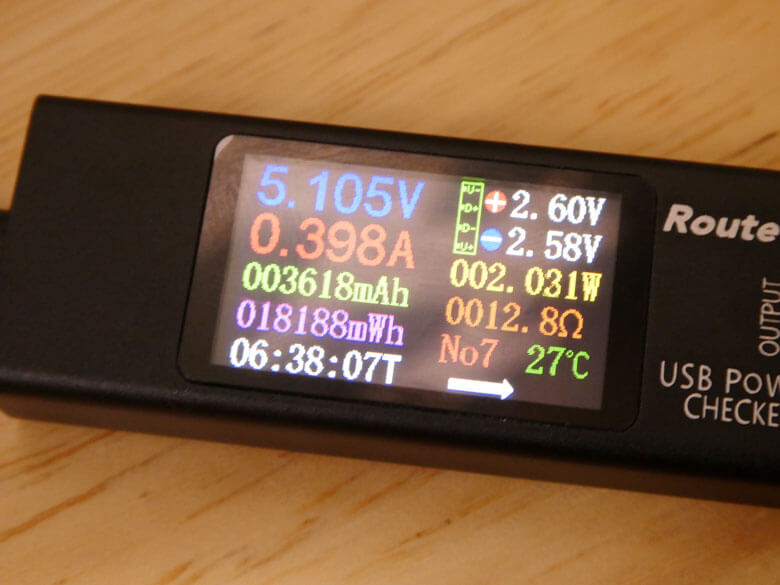 5.105V
0.398A
003618mAh
018188mWh
06:38:07T
U-
D+
D-
U+
+2.60V
-2.58V
002.031W
0012.8Ω
No7 27℃
Route
OUTPUT
USB POW
CHECKE